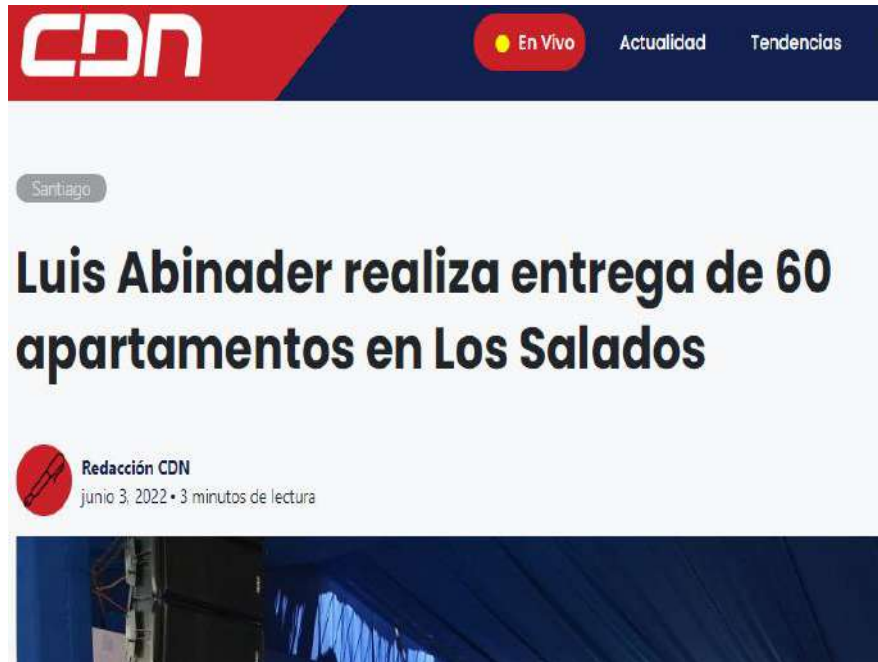 CDN
En Vivo
Actualidad
Tendencias
Santiago
Luis Abinader realiza entrega de 60
apartamentos en Los Salados
Redacción CDN
junio 3, 2022 • 3 minutos de lectura